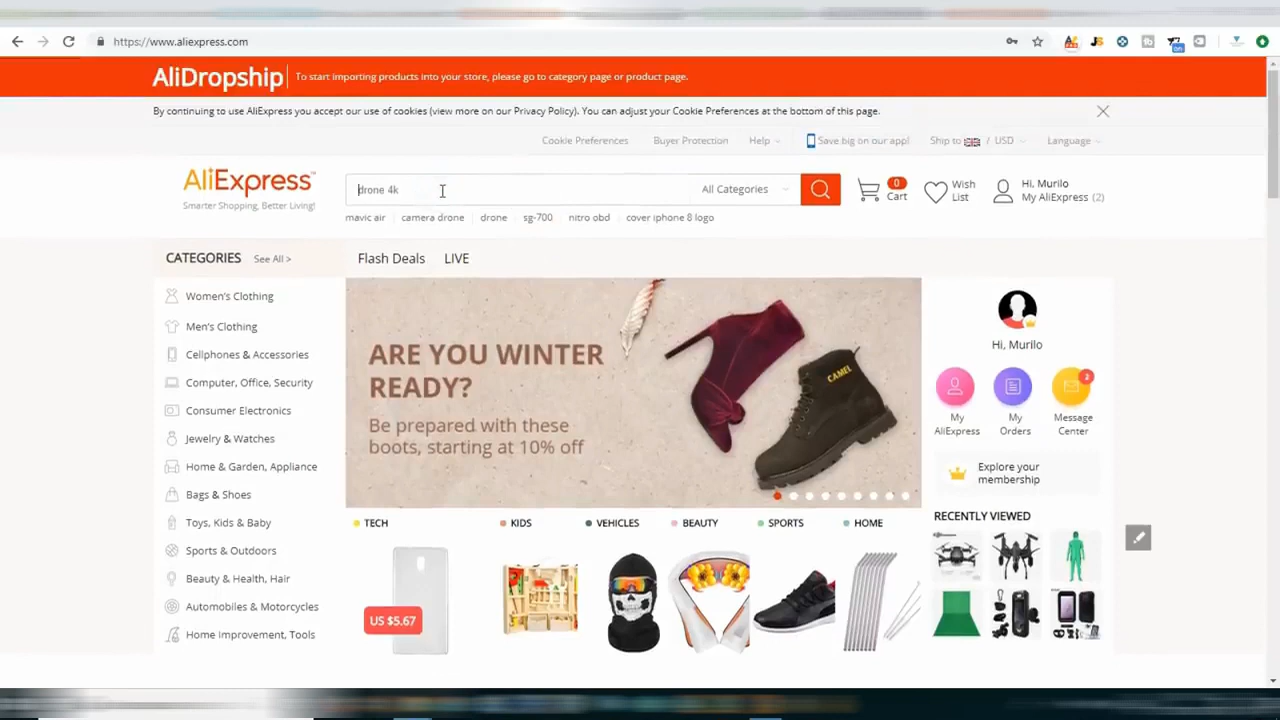 https://www.aliexpress.com
JS
on
AliDropship
To start importing products into your store, please go to category page or product page.
By continuing to use AliExpress you accept our use of cookies (view more on our Privacy Policy). You can adjust your Cookie Preferences at the bottom of this page.
Cookie Preferences
Buyer Protection
Help
Save big on our app!
Ship to / USD
Language
AliExpress™
Smarter Shopping, Better Living!
drone 4k
All Categories
0
Cart
Wish
List
Hi, Murilo
My AliExpress (2)
mavic air
camera drone
drone
sg-700
nitro obd
cover iphone 8 logo
CATEGORIES
See All >
Flash Deals
LIVE
Women's Clothing
Men's Clothing
Cellphones & Accessories
Computer, Office, Security
Consumer Electronics
Jewelry & Watches
Home & Garden, Appliance
Bags & Shoes
Toys, Kids & Baby
Sports & Outdoors
Beauty & Health, Hair
Automobiles & Motorcycles
Home Improvement, Tools
ARE YOU WINTER
READY?
Be prepared with these
boots, starting at 10% off
CAMEL
Hi, Murilo
My
AliExpress
My
Orders
2
Message
Center
Explore your
membership
RECENTLY VIEWED
TECH
KIDS
VEHICLES
BEAUTY
SPORTS
HOME
US $5.67